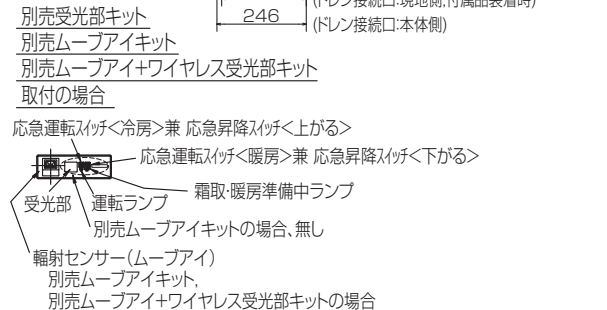 (ドレン接続口:現地側,付属品装着時)
246
(ドレン接続口:本体側)
別売受光部キット
別売ムーブアイキット
別売ムーブアイ+ワイヤレス受光部キット
取付の場合
応急運転スイッチ<冷房>兼 応急昇降スイッチ<上がる>
応急運転スイッチ<暖房>兼 応急昇降スイッチ<下がる>
霜取・暖房準備中ランプ
受光部 運転ランプ
別売ムーブアイキットの場合、無し
輻射センサー(ムーブアイ)
別売ムーブアイキット,
別売ムーブアイ+ワイヤレス受光部キットの場合